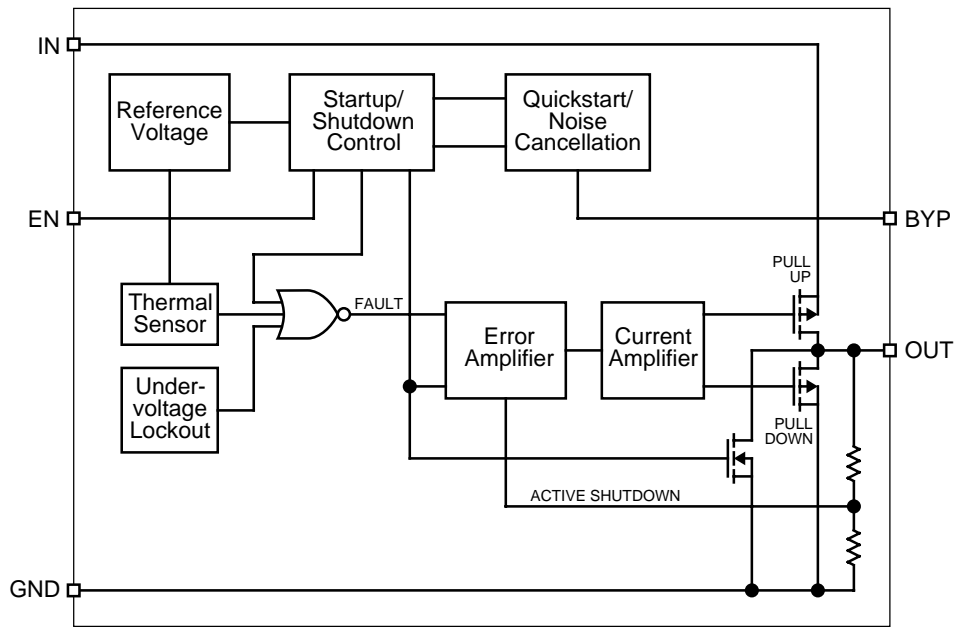 IN
Reference
Voltage
Startup/
Shutdown
Control
Quickstart/
Noise
Cancellation
EN
BYP
PULL
UP
Thermal
Sensor
FAULT
Error
Amplifier
Current
Amplifier
OUT
Under-
voltage
Lockout
PULL
DOWN
ACTIVE SHUTDOWN
GND